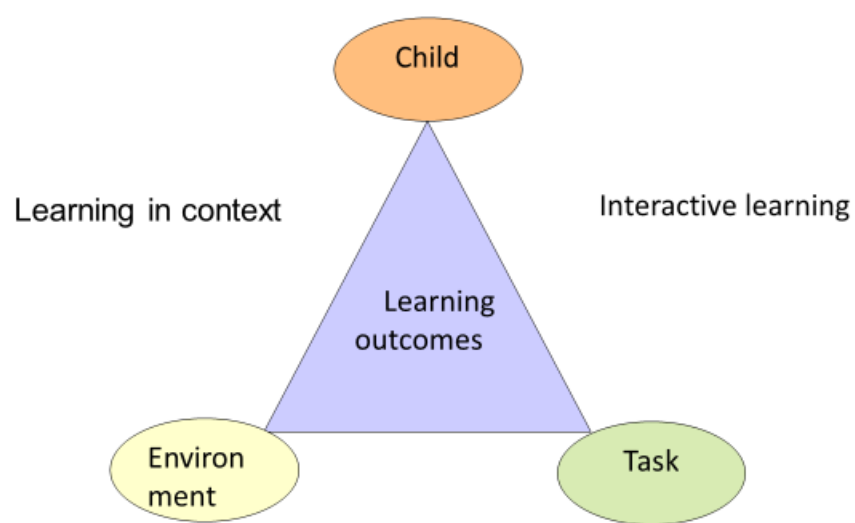 Child
Learning in context
Interactive learning
Learning
outcomes
Environ
ment
Task